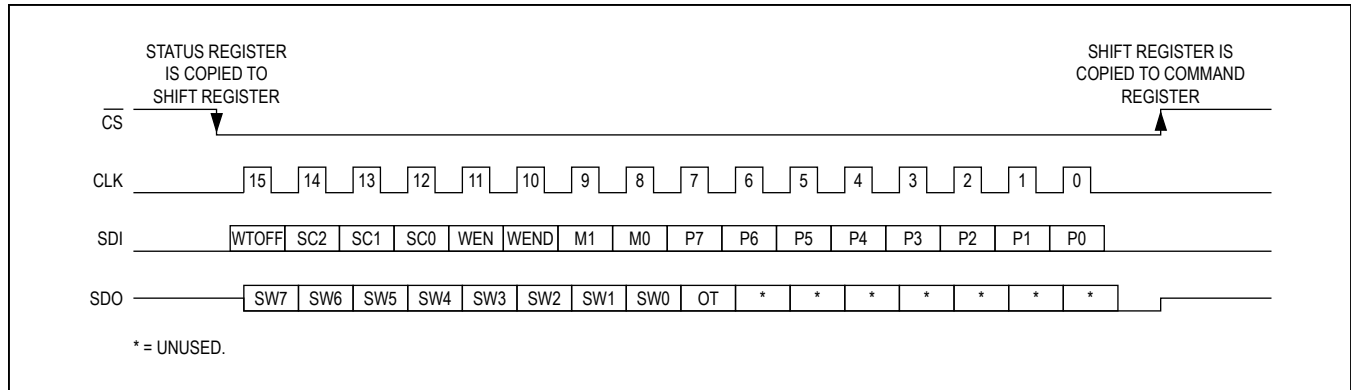 STATUS REGISTER
IS COPIED TO
SHIFT REGISTER
SHIFT REGISTER IS
COPIED TO COMMAND
REGISTER
CS
CLK 15 14 13 12 11 10 9 8 7 6 5 4 3 2 1 0
SDI WTOFF SC2 SC1 SC0 WEN WEND M1 M0 P7 P6 P5 P4 P3 P2 P1 P0
SDO SW7 SW6 SW5 SW4 SW3 SW2 SW1 SW0 OT * * * * * * *
* = UNUSED.